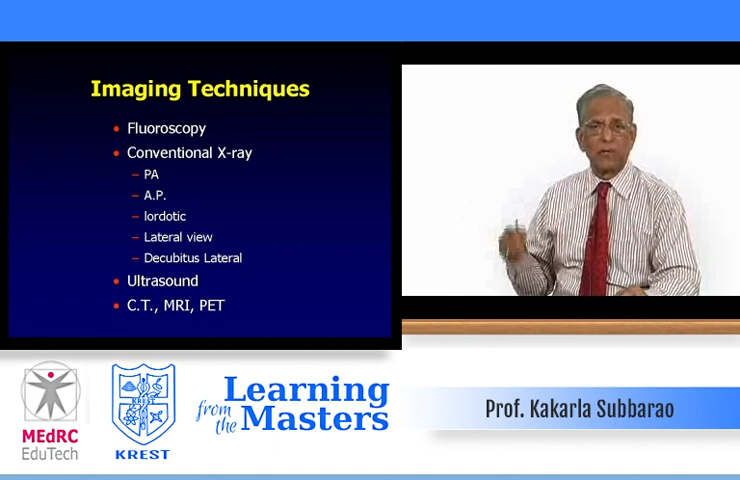 Imaging Techniques
• Fluoroscopy
• Conventional X-ray
– PA
– A.P.
– lordotic
– Lateral view
– Decubitus Lateral
• Ultrasound
• C.T., MRI, PET
MEdRC
EduTech
KREST
KREST
Learning
from the
Masters
Prof. Kakarla Subbarao